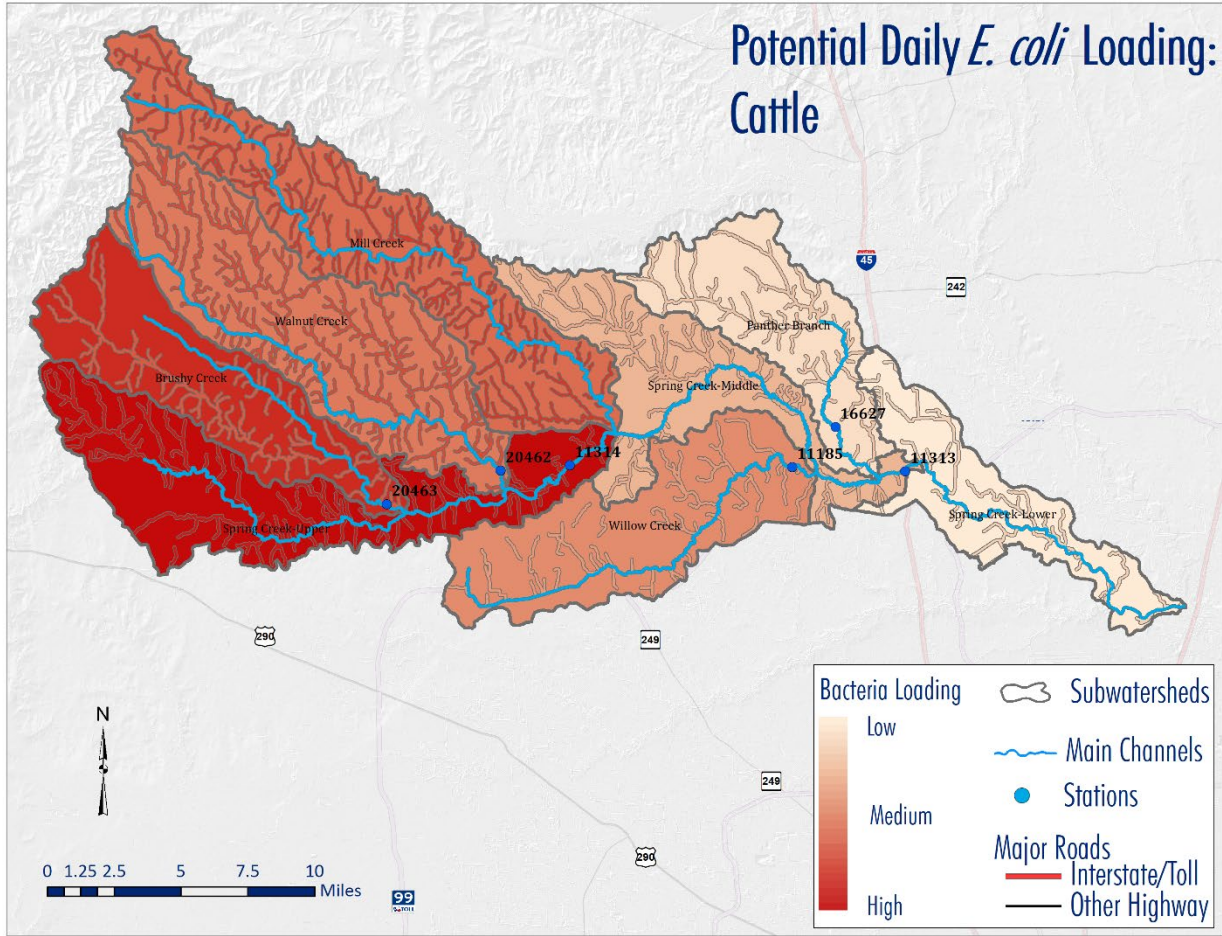 Potential Daily E. coli Loading:
Cattle
45
242
Mill Creek
Walnut Creek
Panther Branch
Brushy Creek
Spring Creek-Middle
16627
20462
11314
11185
11313
20463
Spring Creek-Upper
Willow Creek
Spring Creek-Lower
290
249
249
290
99
TOLL
N
0 1.25 2.5 5 7.5 10
Miles
Bacteria Loading
Low
Medium
High
Subwatersheds
Main Channels
Stations
Major Roads
Interstate/Toll
Other Highway